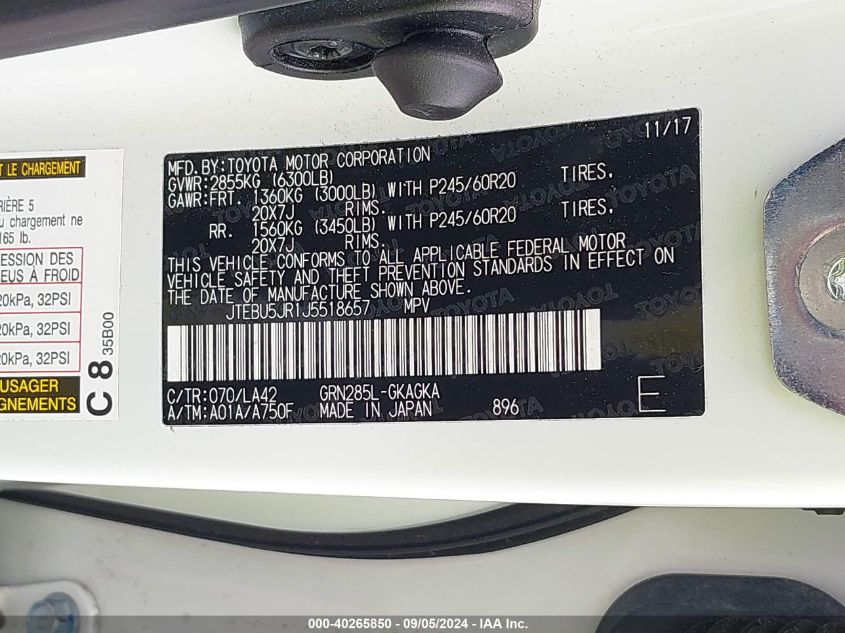 T LE CHARGEMENT
RIÈRE 5
u chargement ne
165 lb.
ESSION DES
EUS À FROID
20kPa, 32PSI
20kPa, 32PSI
20kPa, 32PSI
USAGER
GNEMENTS
C 8 35B00
11/17
MFD.BY:TOYOTA MOTOR CORPORATION
GVWR:2855KG (6300LB)
GAWR:FRT. 1360KG (3000LB) WITH P245/60R20 TIRES,
20X7J RIMS.
RR. 1560KG (3450LB) WITH P245/60R20 TIRES,
20X7J RIMS.
THIS VEHICLE CONFORMS TO ALL APPLICABLE FEDERAL MOTOR
VEHICLE SAFETY AND THEFT PREVENTION STANDARDS IN EFFECT ON
THE DATE OF MANUFACTURE SHOWN ABOVE.
JTEBU5JR1J5518657 MPV
C/TR:070/LA42 GRN285L-GKAGKA
A/TM:A01A/A750F MADE IN JAPAN 896 E
000-40265850 - 09/05/2024 - IAA Inc.